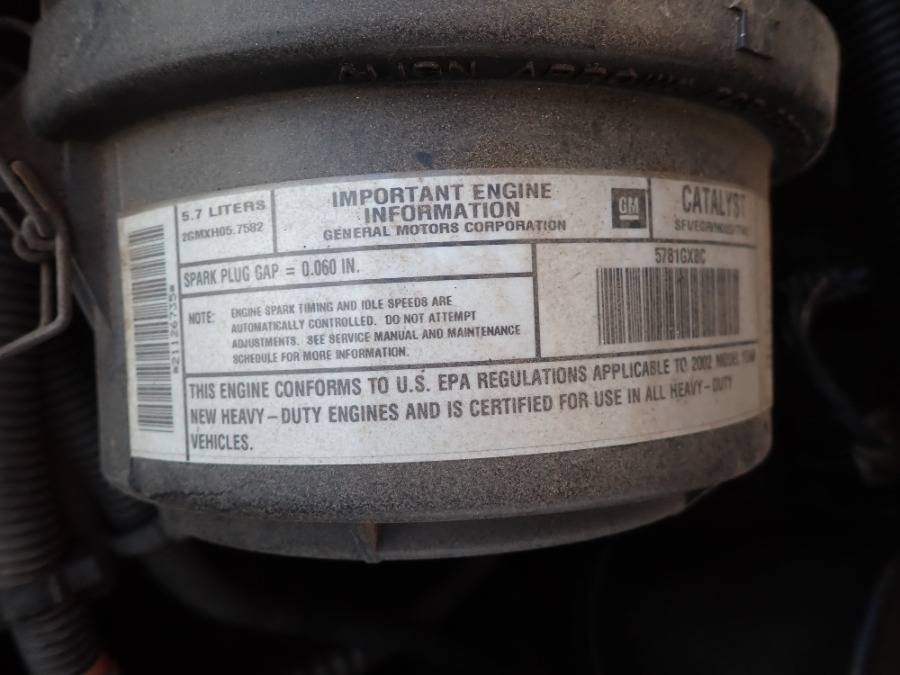 ALIGN
5.7 LITERS
2GMXH05.7582
IMPORTANT ENGINE
INFORMATION
GENERAL MOTORS CORPORATION
GM
CATALYST
SPARK PLUG GAP = 0.060 IN.
5781GXBC
NOTE: ENGINE SPARK TIMING AND IDLE SPEEDS ARE
AUTOMATICALLY CONTROLLED. DO NOT ATTEMPT
ADJUSTMENTS. SEE SERVICE MANUAL AND MAINTENANCE
SCHEDULE FOR MORE INFORMATION.
*21126735*
THIS ENGINE CONFORMS TO U.S. EPA REGULATIONS APPLICABLE TO 2002 MODEL YEAR
NEW HEAVY-DUTY ENGINES AND IS CERTIFIED FOR USE IN ALL HEAVY-DUTY
VEHICLES.